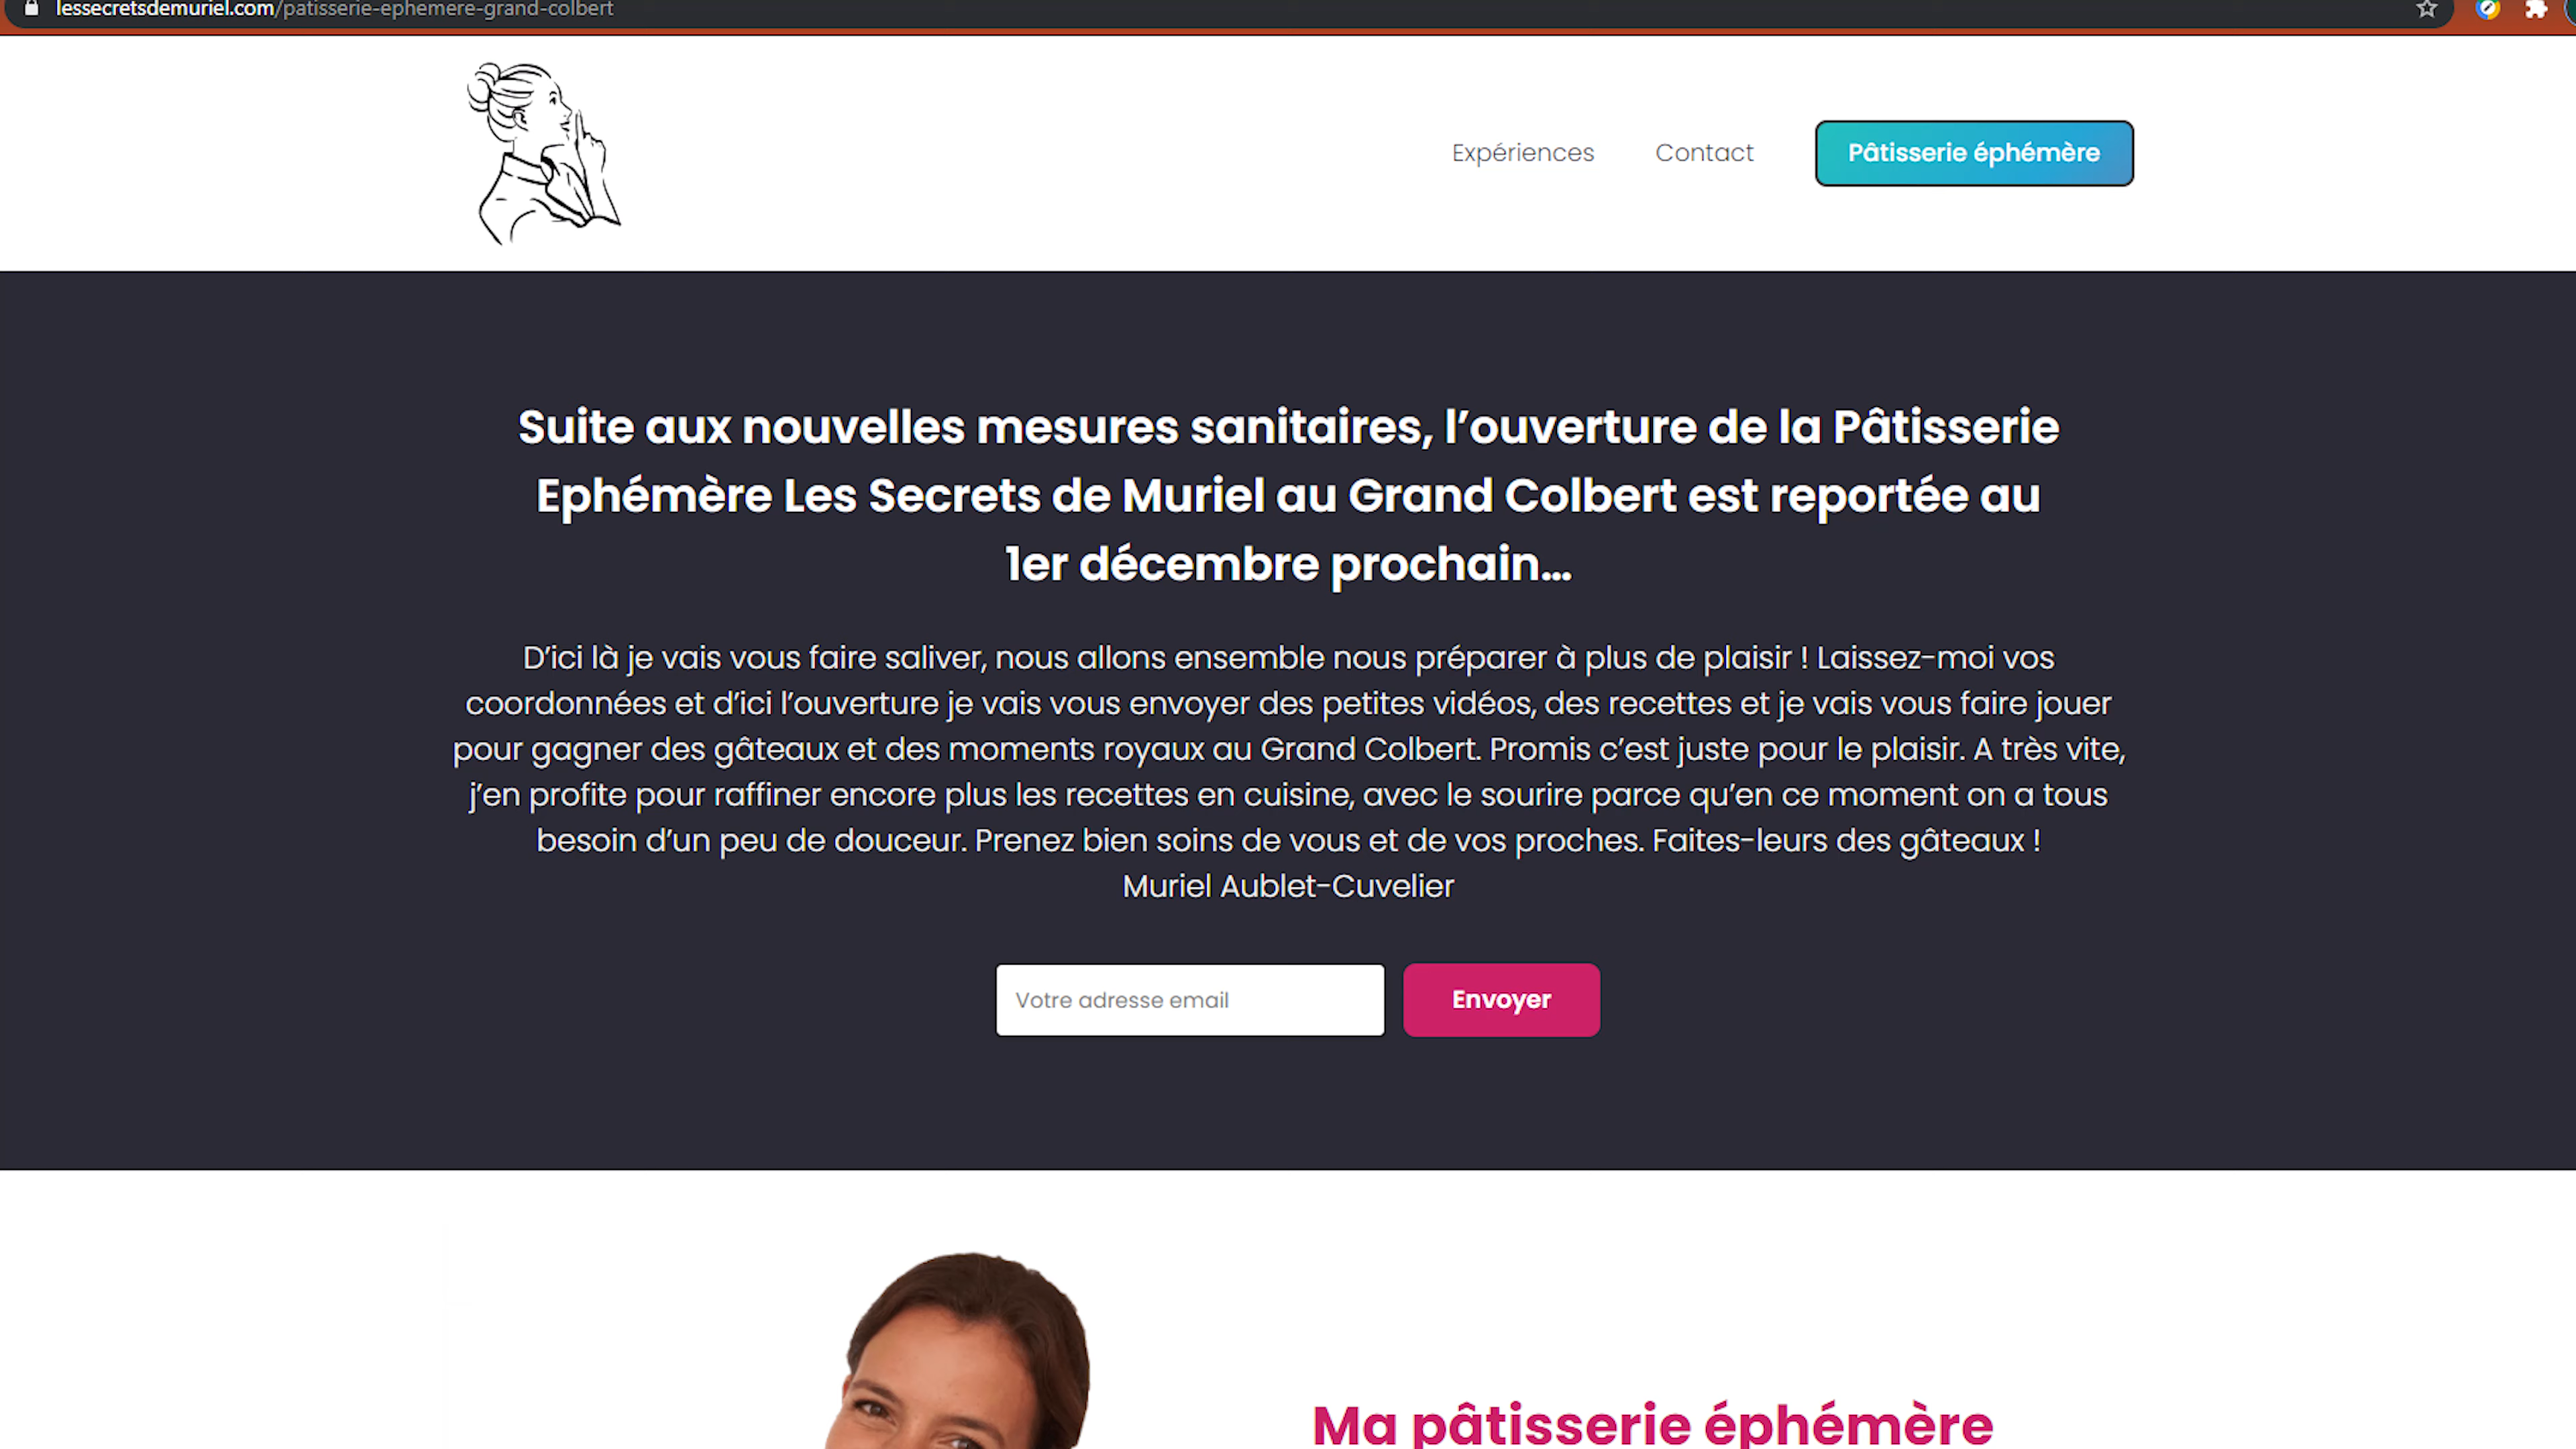 lessecretsdemuriel.com/patisserie-ephemere-grand-colbert
Expériences
Contact
Pâtisserie éphémère
Suite aux nouvelles mesures sanitaires, l’ouverture de la Pâtisserie
Ephémère Les Secrets de Muriel au Grand Colbert est reportée au
1er décembre prochain…
D’ici là je vais vous faire saliver, nous allons ensemble nous préparer à plus de plaisir ! Laissez-moi vos
coordonnées et d’ici l’ouverture je vais vous envoyer des petites vidéos, des recettes et je vais vous faire jouer
pour gagner des gâteaux et des moments royaux au Grand Colbert. Promis c’est juste pour le plaisir. A très vite,
j’en profite pour raffiner encore plus les recettes en cuisine, avec le sourire parce qu’en ce moment on a tous
besoin d’un peu de douceur. Prenez bien soins de vous et de vos proches. Faites-leurs des gâteaux !
Muriel Aublet-Cuvelier
Votre adresse email
Envoyer
Ma pâtisserie éphémère